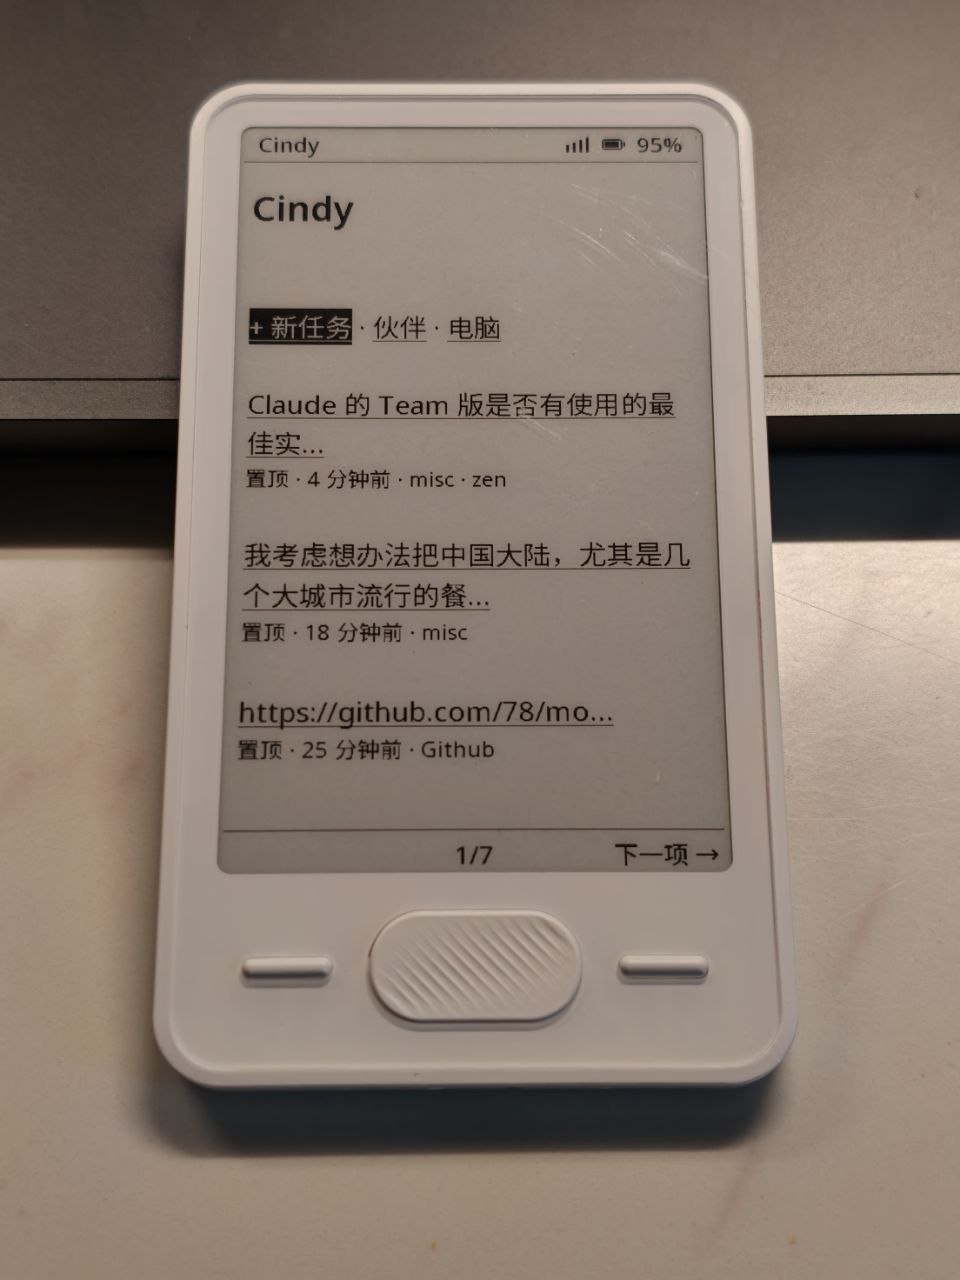 Cindy 95%
Cindy
+ 新任务 · 伙伴 · 电脑
Claude 的 Team 版是否有使用的最
佳实...
置顶 · 4 分钟前 · misc · zen
我考虑想办法把中国大陆，尤其是几
个大城市流行的餐...
置顶 · 18 分钟前 · misc
https://github.com/78/mo...
置顶 · 25 分钟前 · Github
1/7 下一项 →